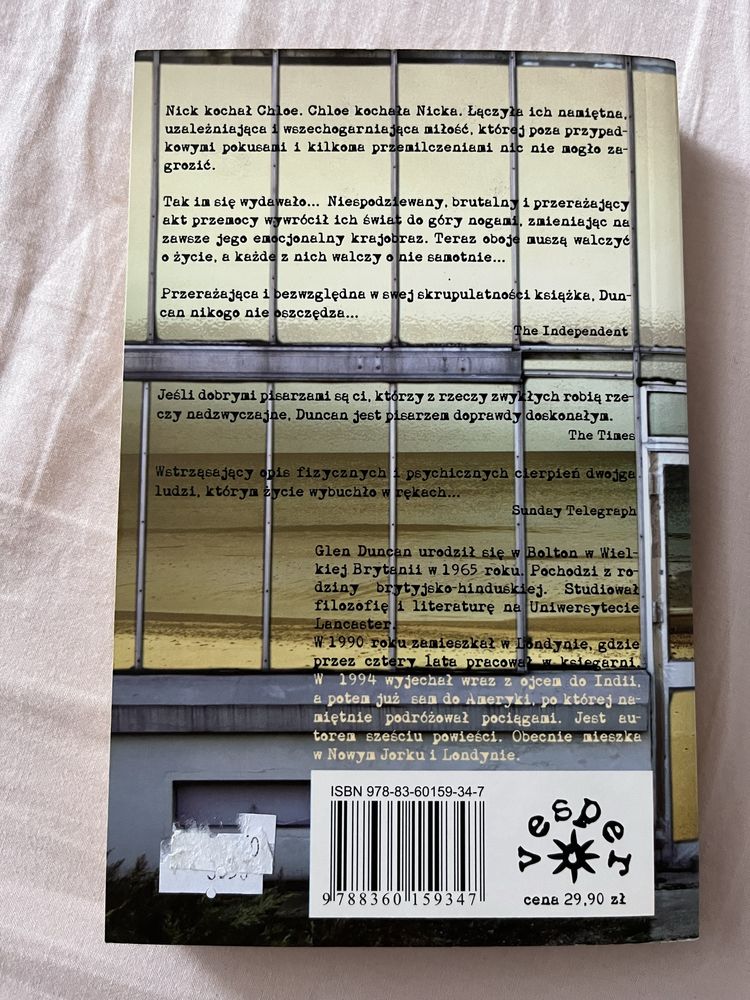 Nick kochał Chloe. Chloe kochała Nicka. Łączyła ich namiętna,
uzależniająca i wszechogarniająca miłość, której poza przypad-
kowymi pokusami i kilkoma przemilczeniami nic nie mogło za-
grozić.
Tak im się wydawało... Niespodziewany, brutalny i przerażający
akt przemocy wywrócił ich świat do góry nogami, zmieniając na
zawsze jego emocjonalny krajobraz. Teraz oboje muszą walczyć
o życie, a każde z nich walczy o nie samotnie...
Przerażająca i bezwzględna w swej skrupulatności książka, Dun-
can nikogo nie oszczędza...
The Independent
Jeśli dobrymi pisarzami są ci, którzy z rzeczy zwykłych robią rze-
czy nadzwyczajne, Duncan jest pisarzem doprawdy doskonałym.
The Times
Wstrząsający opis fizycznych i psychicznych cierpień dwojga
ludzi, którym życie wybuchło w rękach...
Sunday Telegraph
Glen Duncan urodził się w Bolton w Wiel-
kiej Brytanii w 1965 roku. Pochodzi z ro-
dziny brytyjsko-hinduskiej. Studiował
filozofię i literaturę na Uniwersytecie
Lancaster.
W 1990 roku zamieszkał w Londynie, gdzie
przez cztery lata pracował w księgarni.
W 1994 wyjechał wraz z ojcem do Indii,
a potem już sam do Ameryki, po której na-
miętnie podróżował pociągami. Jest au-
torem sześciu powieści. Obecnie mieszka
w Nowym Jorku i Londynie.
ISBN 978-83-60159-34-7
9 788360 159347
vesper
cena 29,90 zł